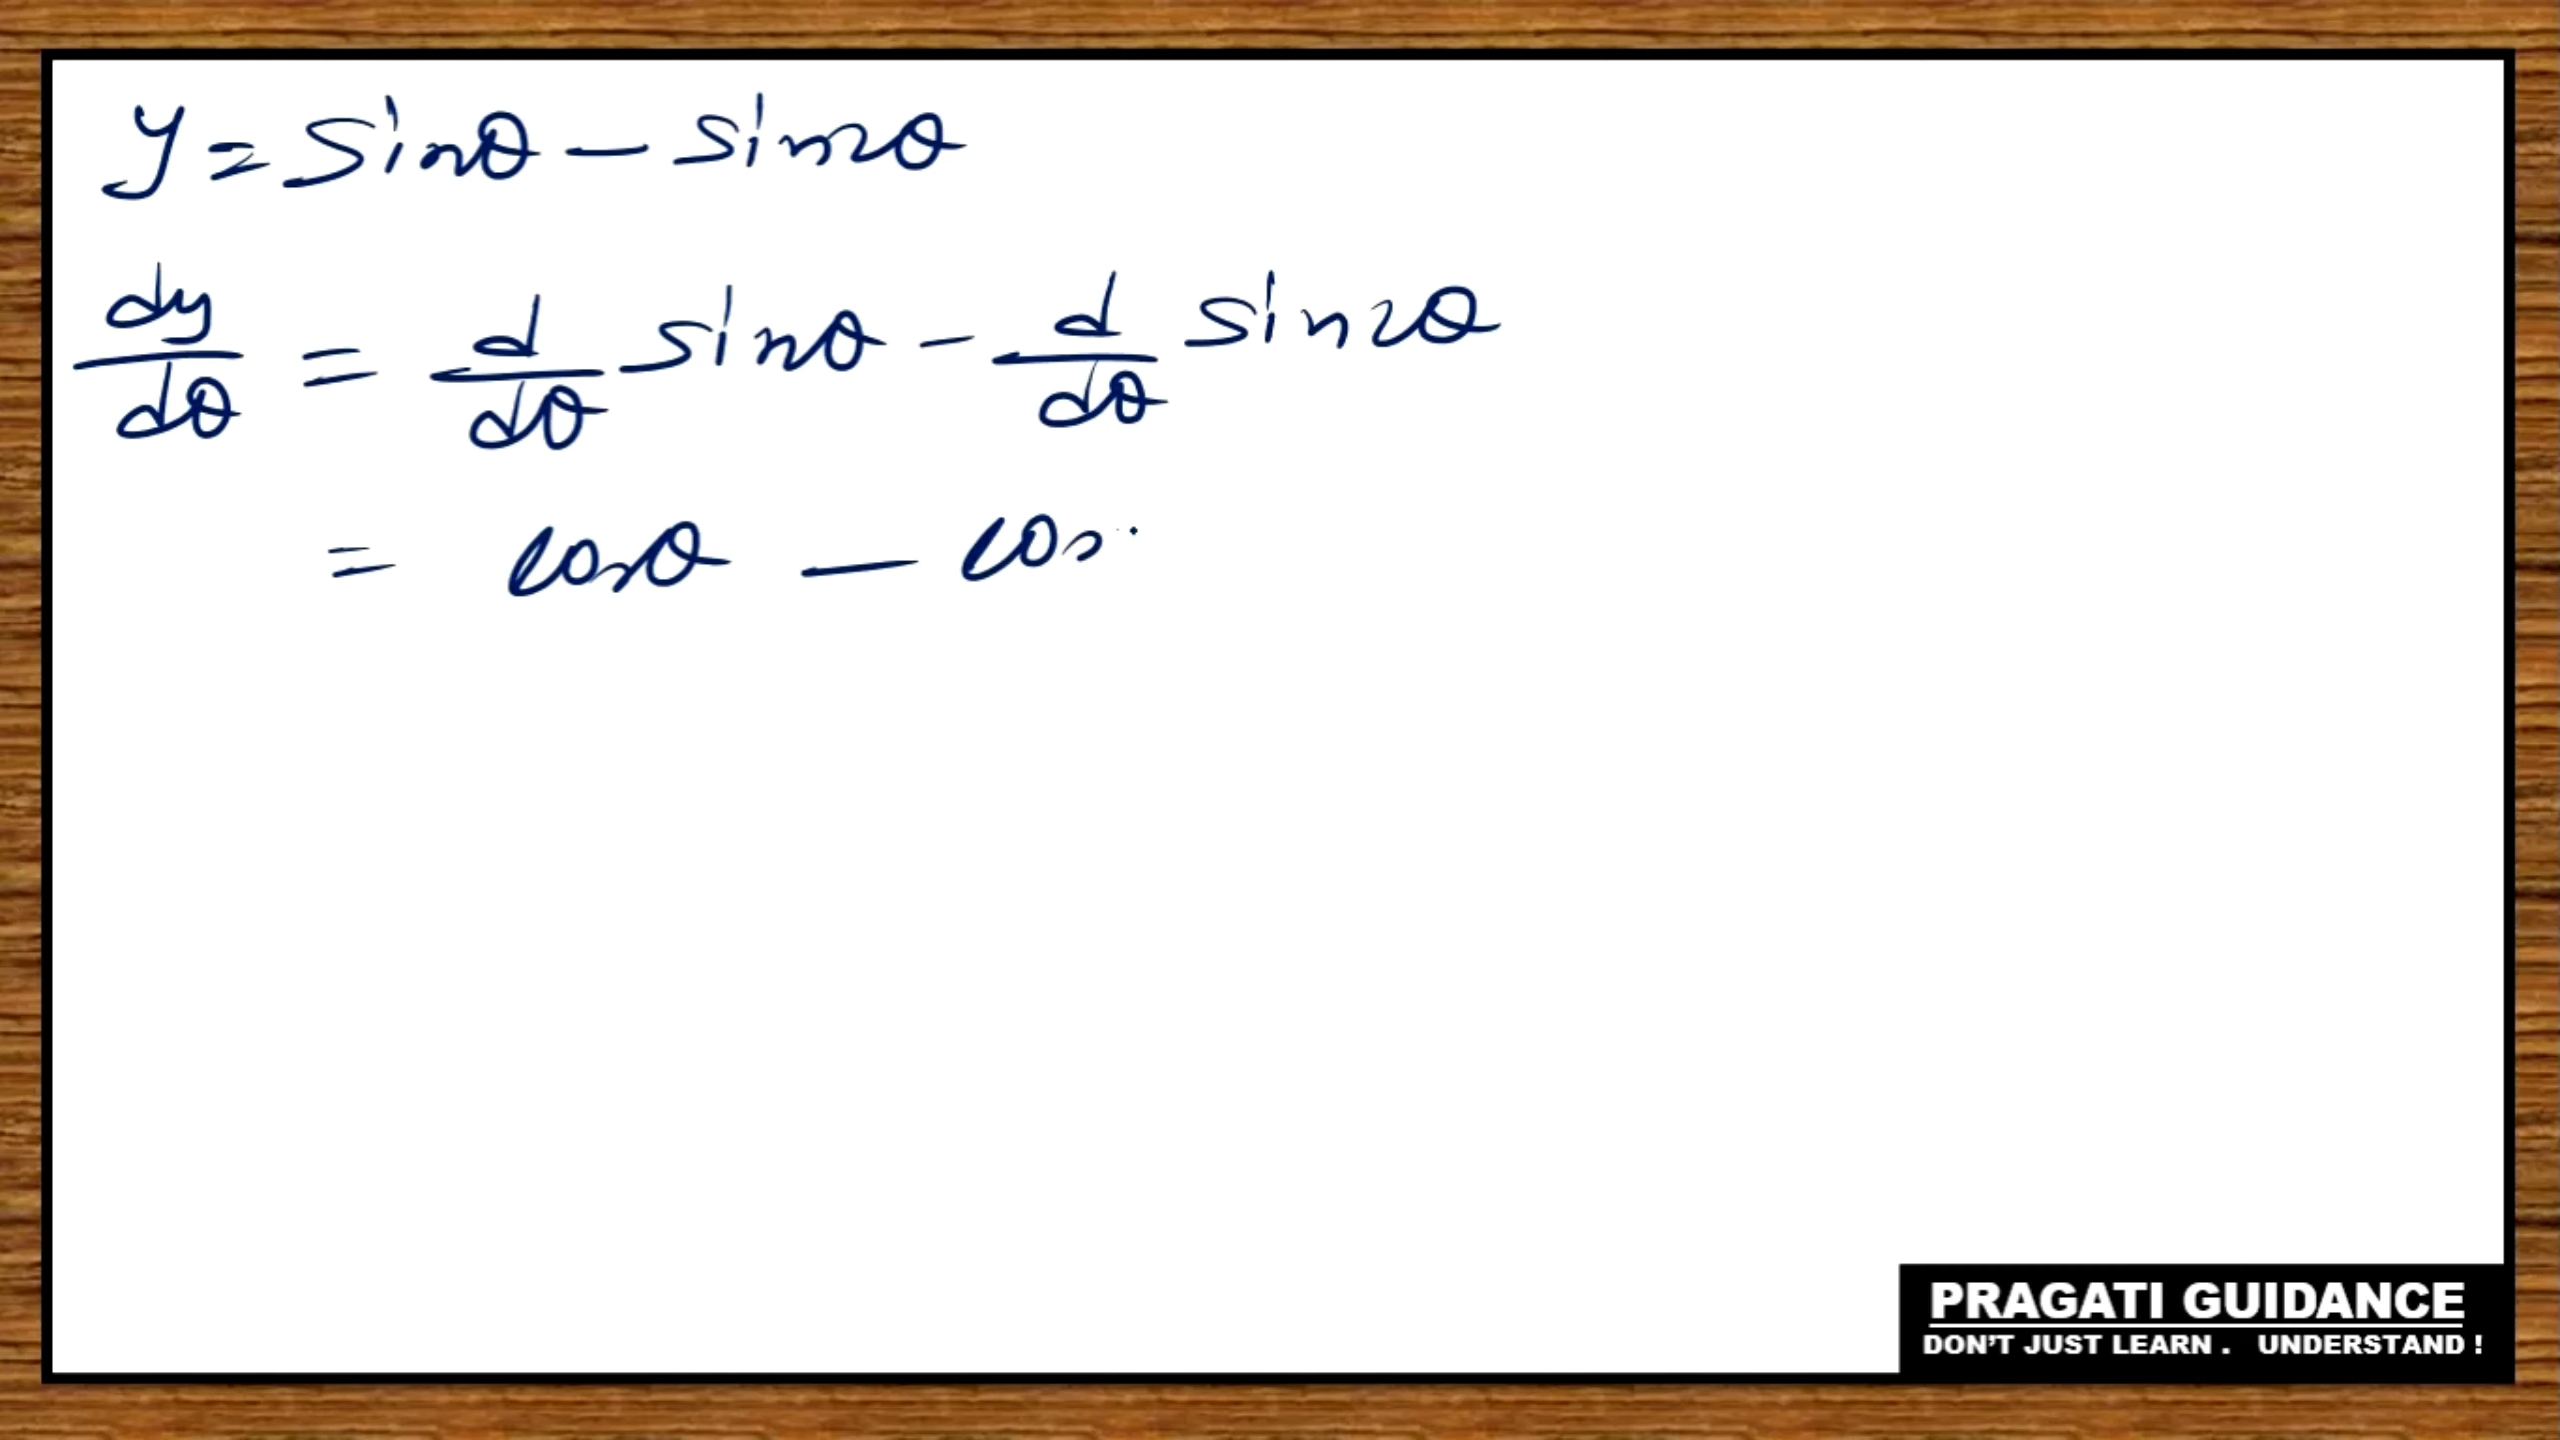 y = sinθ - sin2θ
dy/dθ = d/dθ sinθ - d/dθ sin2θ
= cosθ - cos
PRAGATI GUIDANCE
DON'T JUST LEARN . UNDERSTAND !